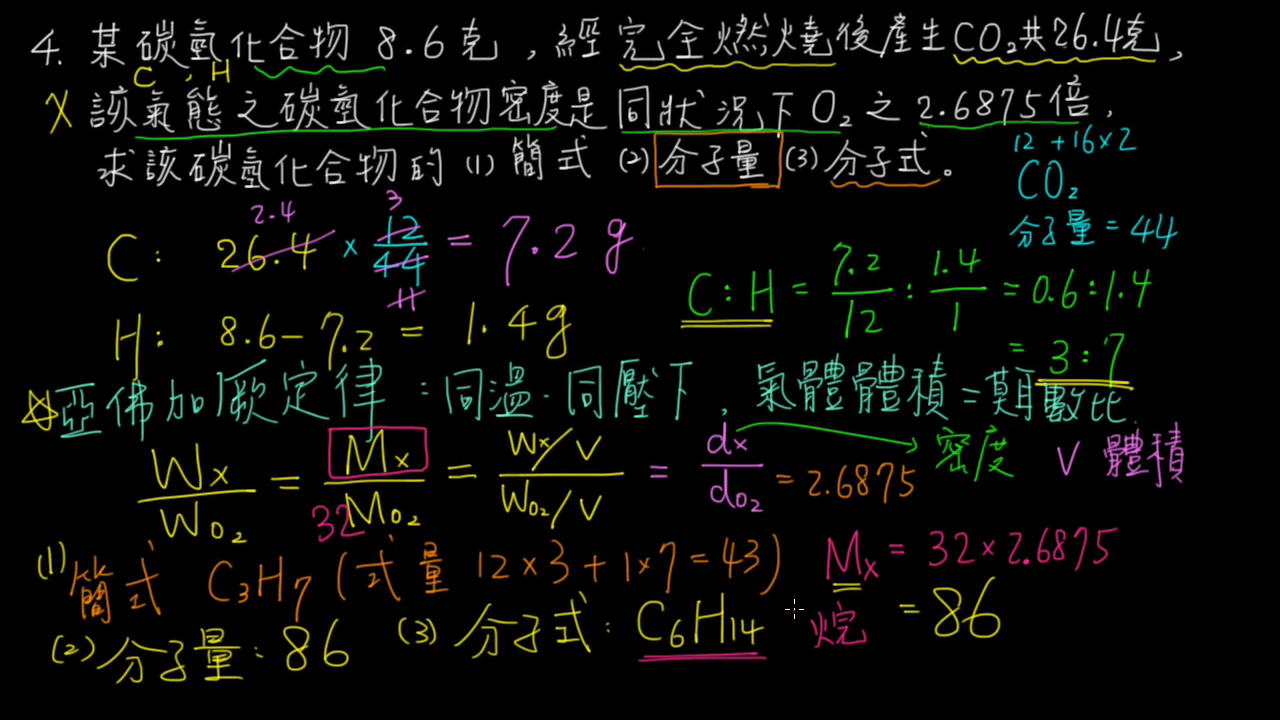 4. 某碳氫化合物 8.6克，經完全燃燒後產生CO₂共26.4克，
C , H
X 該氣態之碳氫化合物密度是同狀況下O₂之2.6875倍，
求該碳氫化合物的 (1) 簡式 (2) 分子量 (3) 分子式。
12 + 16×2
CO₂
分子量 = 44
2.4 3
C: 26.4 × 12/44 = 7.2 g
11
H: 8.6 - 7.2 = 1.4g
C:H = 7.2/12 : 1.4/1 = 0.6:1.4
= 3:7
亞佛加厥定律：同溫．同壓下，氣體體積=莫耳數比
Wx/Wo₂ = Mx/Mo₂ = (Wx/V)/(Wo₂/V) = dx/do₂ = 2.6875
32
密度 V 體積
(1) 簡式 C₃H₇ (式量 12×3+1×7=43)
Mx = 32×2.6875
= 86
(2) 分子量：86 (3) 分子式：C₆H₁₄ 烷